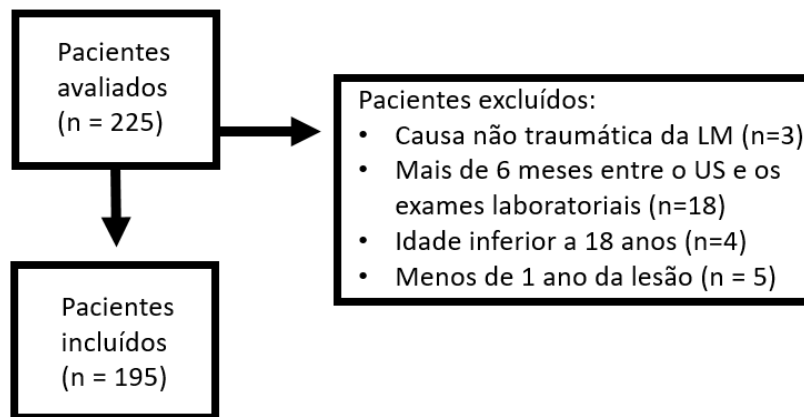 Pacientes
avaliados
(n = 225)
Pacientes excluídos:
• Causa não traumática da LM (n=3)
• Mais de 6 meses entre o US e os
exames laboratoriais (n=18)
• Idade inferior a 18 anos (n=4)
• Menos de 1 ano da lesão (n = 5)
Pacientes
incluídos
(n = 195)